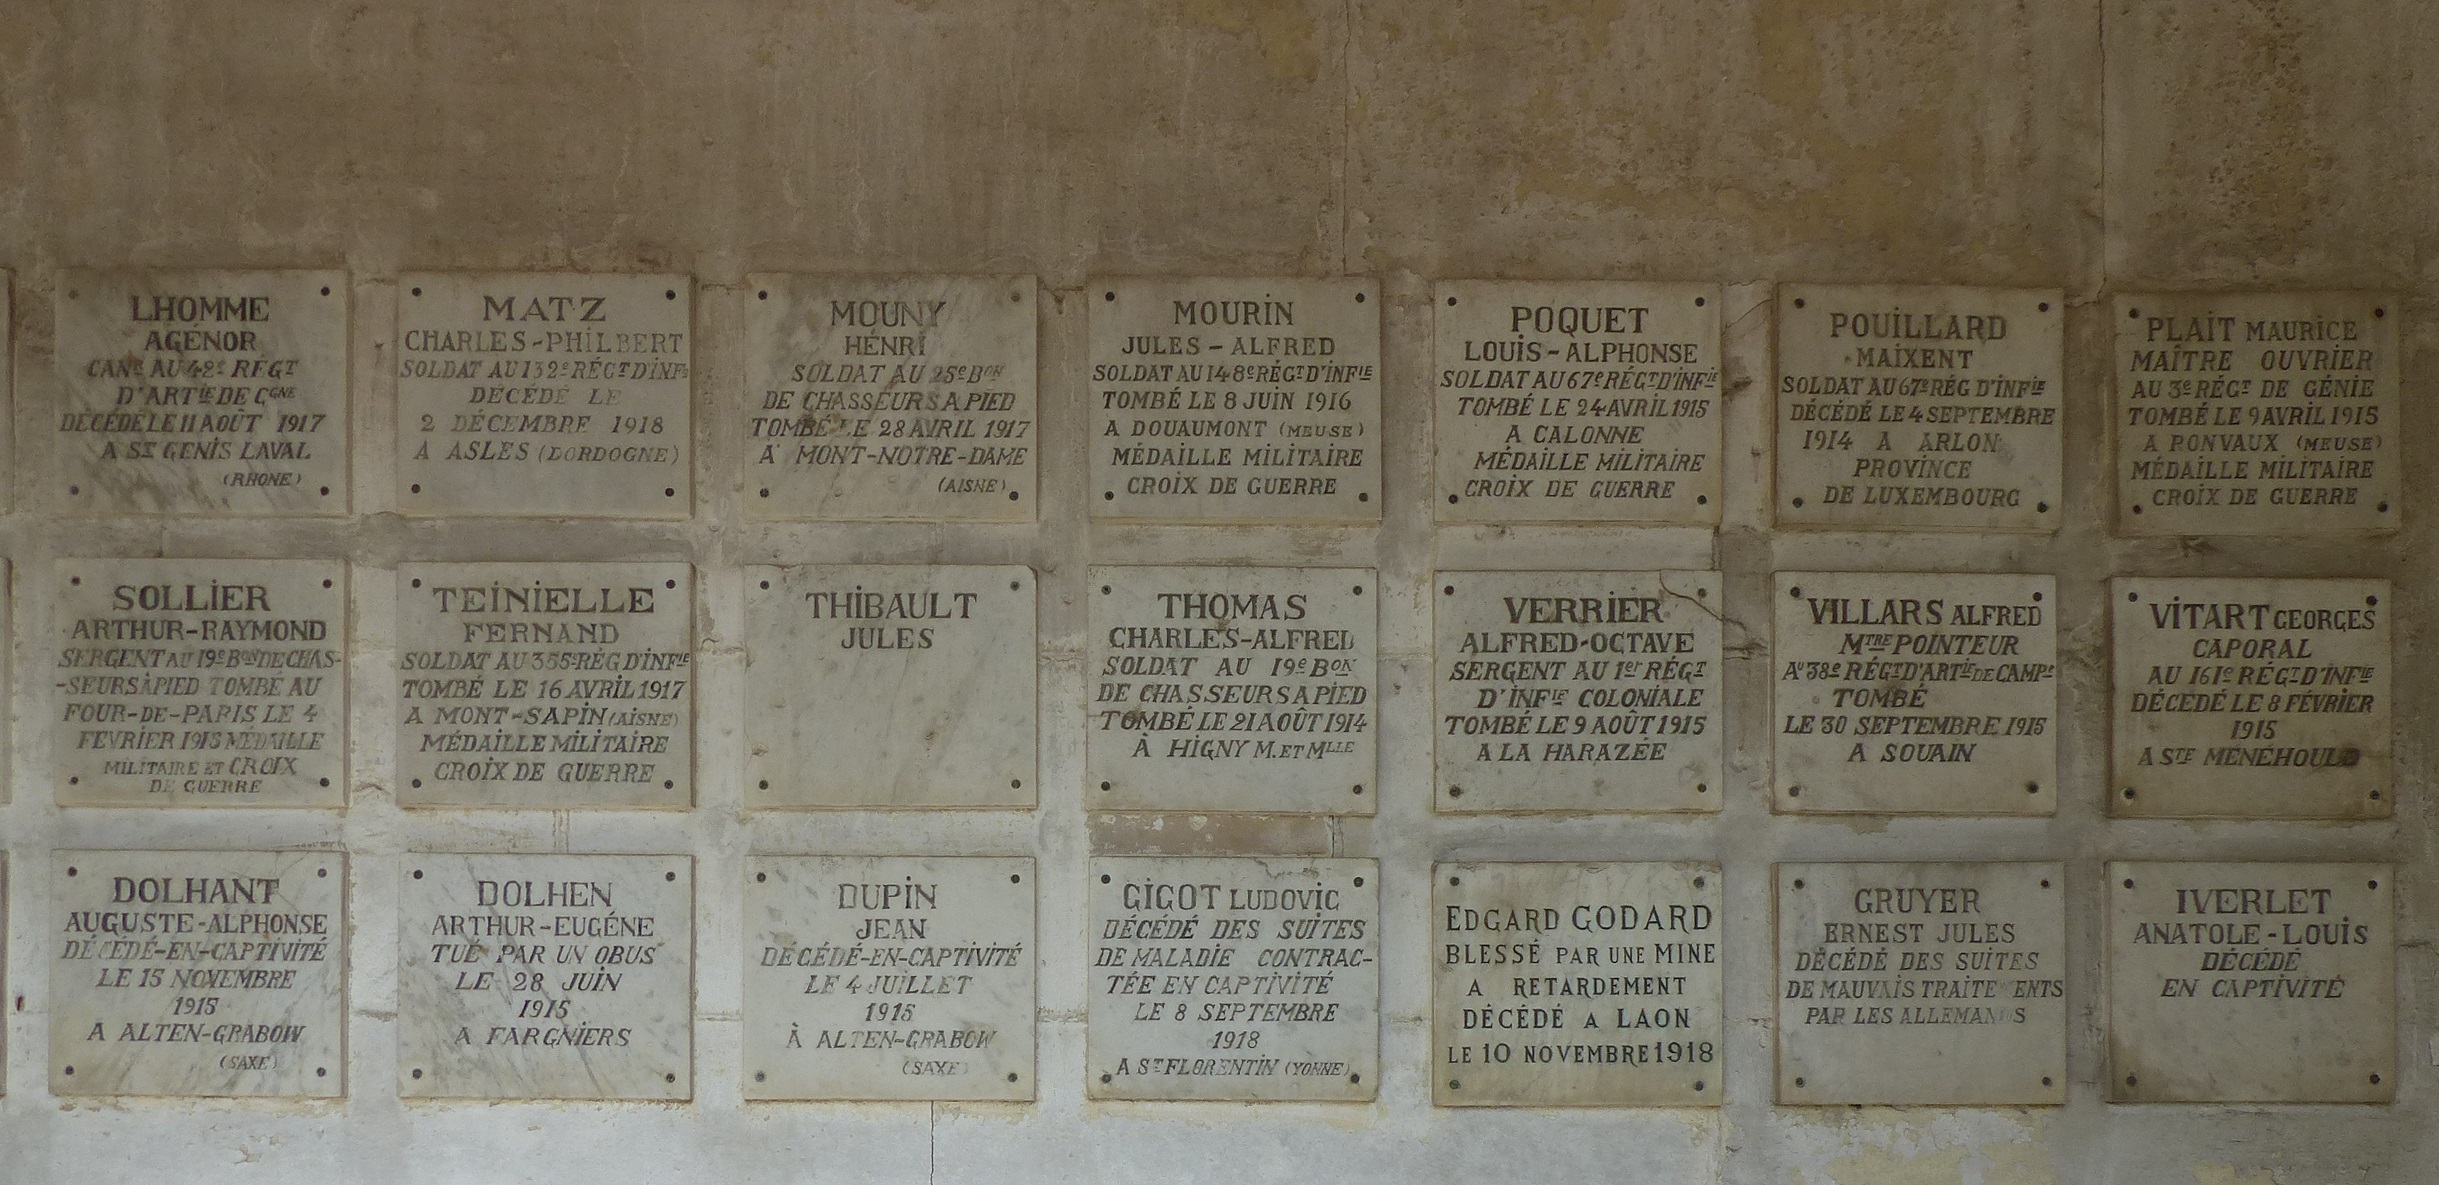 LHOMME
AGÉNOR
CANR AU 42E RÉGT
D'ARTIE DE CGNE
DÉCÉDÉ LE 11 AOÛT 1917
A ST GENIS LAVAL
(RHONE)
MATZ
CHARLES-PHILBERT
SOLDAT AU 132E RÉGT D'INFIE
DÉCÉDÉ LE
2 DÉCEMBRE 1918
A ASLES (DORDOGNE)
MOUNY
HÉNRI
SOLDAT AU 25E BON
DE CHASSEURS A PIED
TOMBÉ LE 28 AVRIL 1917
A MONT-NOTRE-DAME
(AISNE)
MOURIN
JULES-ALFRED
SOLDAT AU 148E RÉGT D'INFIE
TOMBÉ LE 8 JUIN 1916
A DOUAUMONT (MEUSE)
MÉDAILLE MILITAIRE
CROIX DE GUERRE
POQUET
LOUIS-ALPHONSE
SOLDAT AU 67E RÉGT D'INFIE
TOMBÉ LE 24 AVRIL 1915
A CALONNE
MÉDAILLE MILITAIRE
CROIX DE GUERRE
POUILLARD
MAIXENT
SOLDAT AU 67E RÉG D'INFIE
DÉCÉDÉ LE 4 SEPTEMBRE
1914 A ARLON
PROVINCE
DE LUXEMBOURG
PLAIT MAURICE
MAÎTRE OUVRIER
AU 3E RÉGT DE GÉNIE
TOMBÉ LE 9 AVRIL 1915
A RONVAUX (MEUSE)
MÉDAILLE MILITAIRE
CROIX DE GUERRE
SOLLIER
ARTHUR-RAYMOND
SERGENT AU 19E BON DE CHAS-
-SEURS À PIED TOMBÉ AU
FOUR-DE-PARIS LE 4
FEVRIER 1915 MÉDAILLE
MILITAIRE ET CROIX
DE GUERRE
TEINIELLE
FERNAND
SOLDAT AU 355E RÉG D'INFIE
TOMBÉ LE 16 AVRIL 1917
A MONT-SAPIN (AISNE)
MÉDAILLE MILITAIRE
CROIX DE GUERRE
THIBAULT
JULES
THOMAS
CHARLES-ALFRED
SOLDAT AU 19E BON
DE CHASSEURS A PIED
TOMBÉ LE 21 AOÛT 1914
À HIGNY M. ET MLLE
VERRIER
ALFRED-OCTAVE
SERGENT AU 1er RÉGT
D'INFIE COLONIALE
TOMBÉ LE 9 AOÛT 1915
A LA HARAZÉE
VILLARS ALFRED
MTRE POINTEUR
AU 38E RÉGT D'ARTIE DE CAMPE
TOMBÉ
LE 30 SEPTEMBRE 1915
A SOUAIN
VITART GEORGES
CAPORAL
AU 161E RÉGT D'INFIE
DÉCÉDÉ LE 8 FÉVRIER
1915
A STE MÉNÉHOULD
DOLHANT
AUGUSTE-ALPHONSE
DÉCÉDÉ-EN-CAPTIVITÉ
LE 15 NOVEMBRE
1915
A ALTEN-GRABOW
(SAXE)
DOLHEN
ARTHUR-EUGÉNE
TUÉ PAR UN OBUS
LE 28 JUIN
1915
A FARGNIERS
DUPIN
JEAN
DÉCÉDÉ-EN-CAPTIVITÉ
LE 4 JUILLET
1915
À ALTEN-GRABOW
(SAXE)
GIGOT LUDOVIC
DÉCÉDÉ DES SUITES
DE MALADIE CONTRAC-
TÉE EN CAPTIVITÉ
LE 8 SEPTEMBRE
1918
A ST FLORENTIN (YONNE)
EDGARD GODARD
BLESSÉ PAR UNE MINE
A RETARDEMENT
DÉCÉDÉ A LAON
LE 10 NOVEMBRE 1918
GRUYER
ERNEST JULES
DÉCÉDÉ DES SUITES
DE MAUVAIS TRAITEMENTS
PAR LES ALLEMANDS
IVERLET
ANATOLE-LOUIS
DÉCÉDÉ
EN CAPTIVITÉ